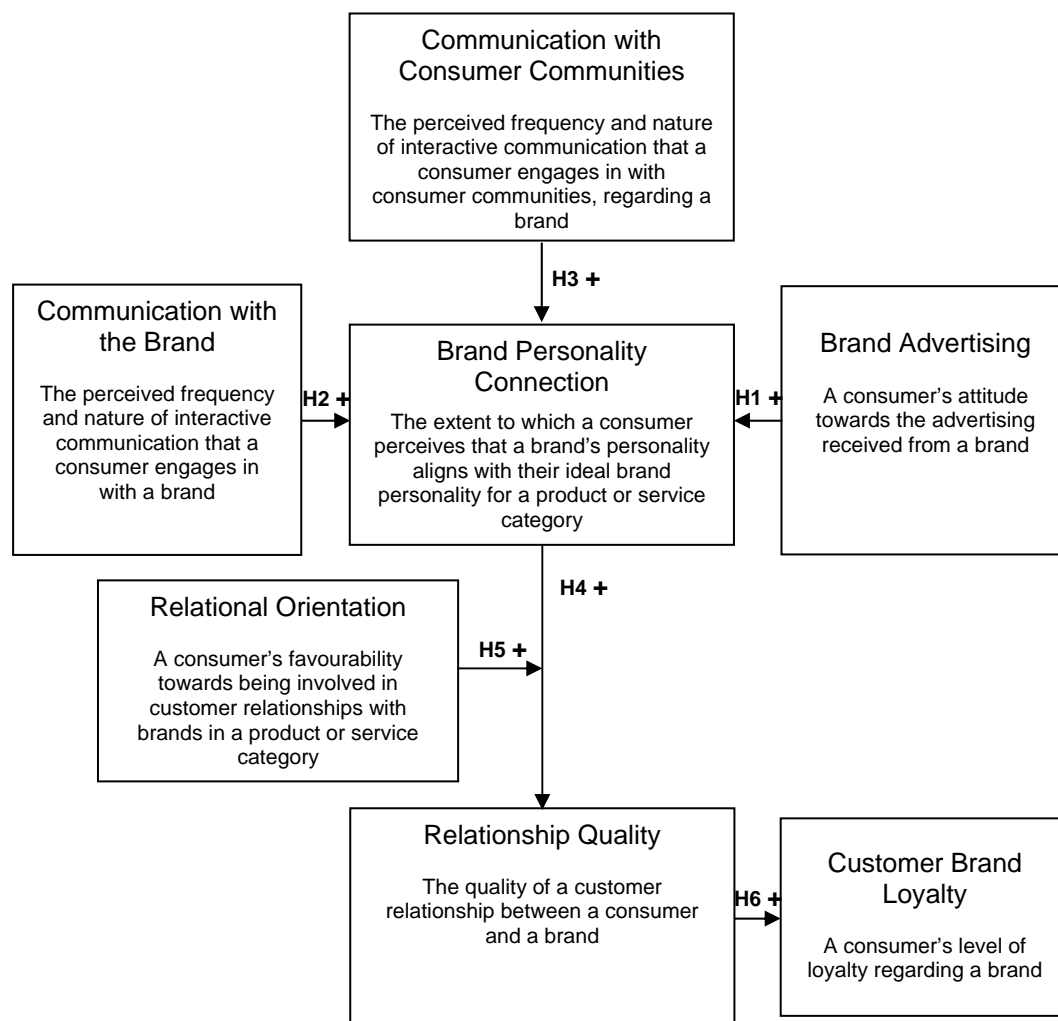 Communication with
Consumer Communities
The perceived frequency and nature
of interactive communication that a
consumer engages in with
consumer communities, regarding a
brand
H3 +
Communication with
the Brand
The perceived frequency
and nature of interactive
communication that a
consumer engages in
with a brand
H2 +
Brand Personality
Connection
The extent to which a consumer
perceives that a brand’s personality
aligns with their ideal brand
personality for a product or service
category
H1 +
Brand Advertising
A consumer’s attitude
towards the advertising
received from a brand
H4 +
Relational Orientation
A consumer’s favourability
towards being involved in
customer relationships with
brands in a product or service
category
H5 +
Relationship Quality
The quality of a customer
relationship between a consumer
and a brand
H6 +
Customer Brand
Loyalty
A consumer’s level of
loyalty regarding a brand